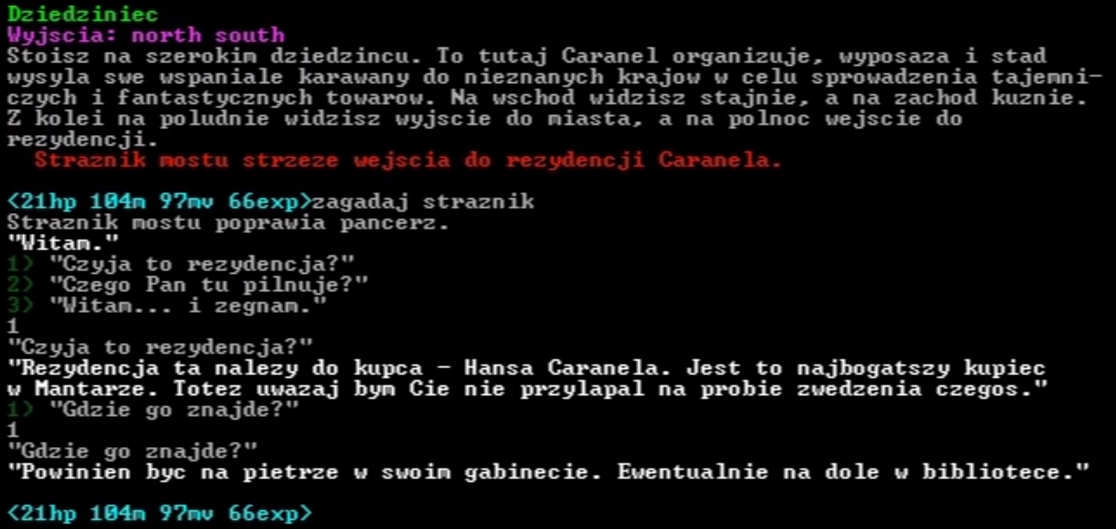 Dziedziniec
Wyjscia: north south
Stoisz na szerokim dziedzincu. To tutaj Caranel organizuje, wyposaza i stad
wysyla swe wspaniale karawany do nieznanych krajow w celu sprowadzenia tajemni-
czych i fantastycznych towarow. Na wschod widzisz stajnie, a na zachod kuznie.
Z kolei na poludnie widzisz wyjscie do miasta, a na polnoc wejscie do
rezydencji.
Straznik mostu strzeze wejscia do rezydencji Caranela.
<21hp 104m 97mv 66exp>zagadaj straznik
Straznik mostu poprawia pancerz.
"Witam."
1> "Czyja to rezydencja?"
2> "Czego Pan tu pilnuje?"
3> "Witam... i zegnam."
1
"Czyja to rezydencja?"
"Rezydencja ta nalezy do kupca - Hansa Caranela. Jest to najbogatszy kupiec
w Mantarze. Totez uwazaj bym Cie nie przylapal na probie zwedzenia czegos."
1> "Gdzie go znajde?"
1
"Gdzie go znajde?"
"Powinien byc na pietrze w swoim gabinecie. Ewentualnie na dole w bibliotece."
<21hp 104m 97mv 66exp>